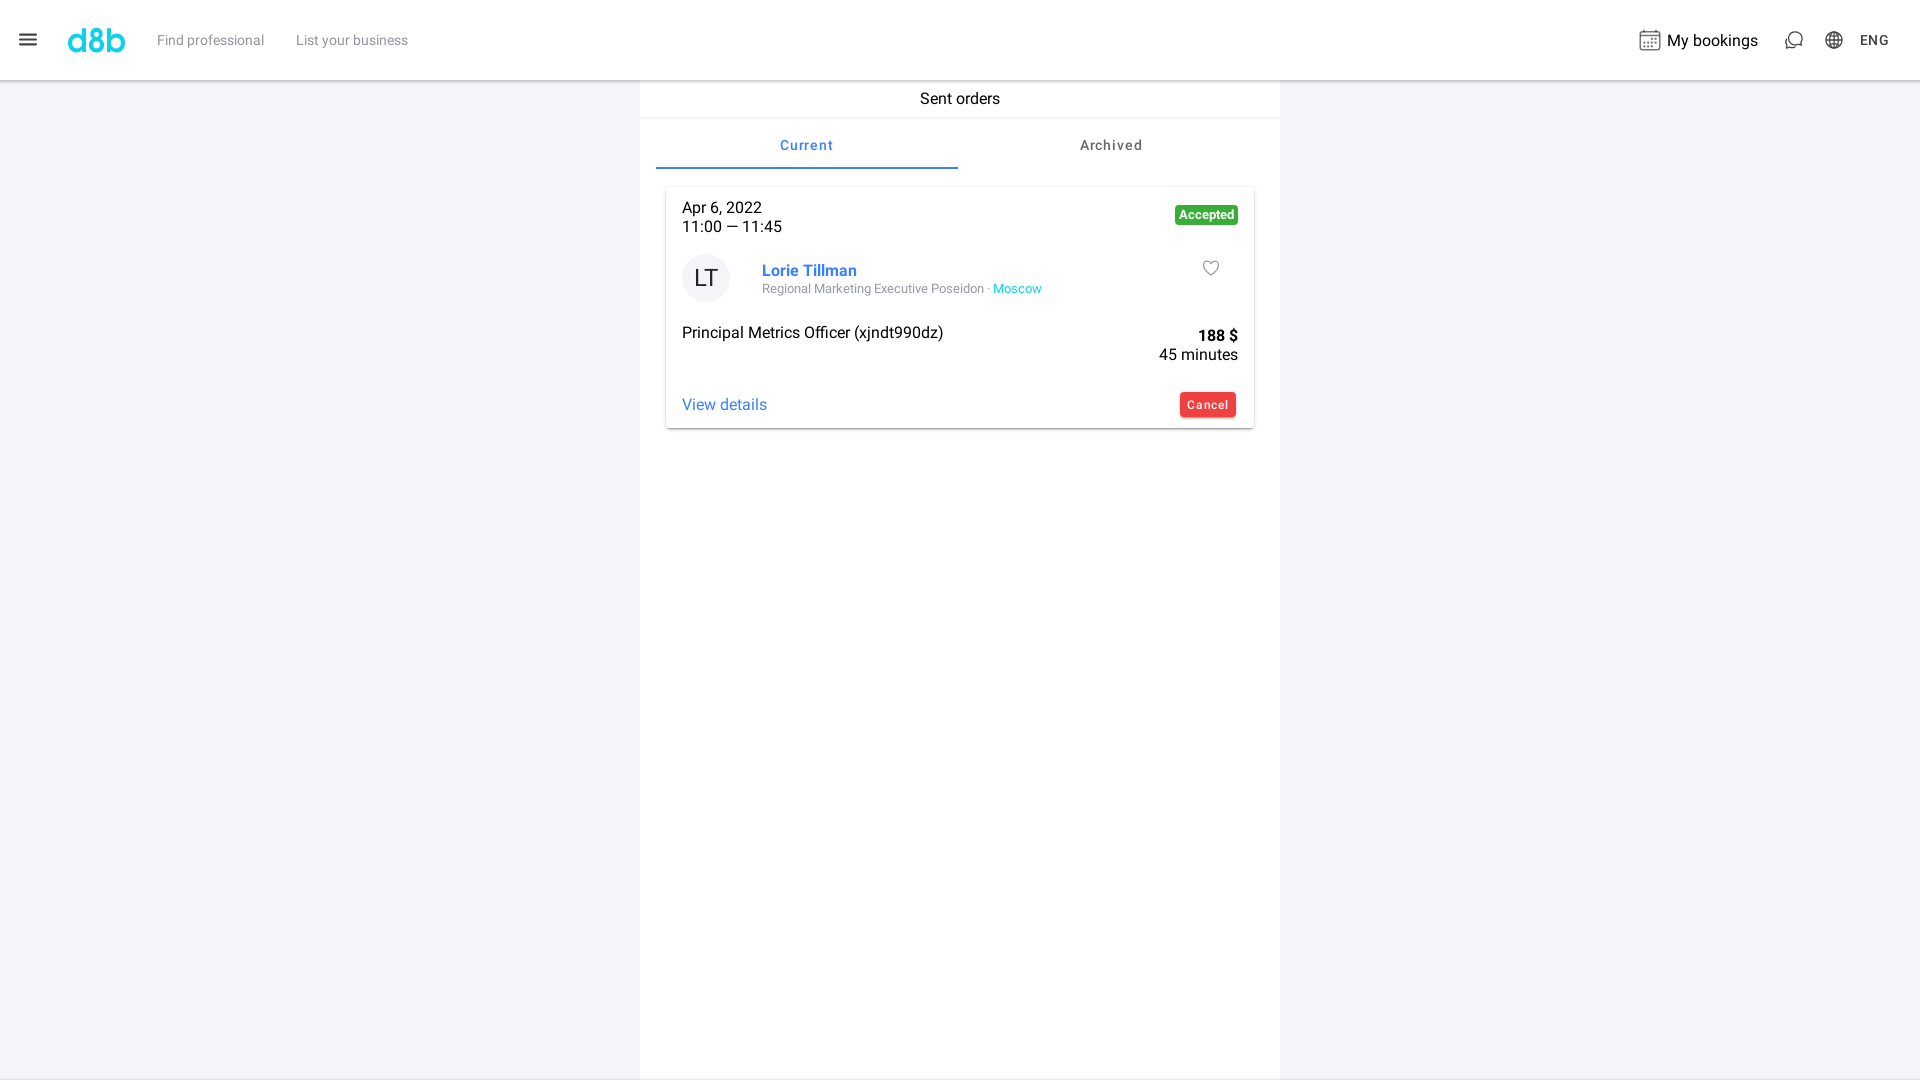 d8b
Find professional
List your business
My bookings
ENG
Sent orders
Current
Archived
Apr 6, 2022
11:00 — 11:45
Accepted
LT
Lorie Tillman
Regional Marketing Executive Poseidon · Moscow
Principal Metrics Officer (xjndt990dz)
188 $
45 minutes
View details
Cancel